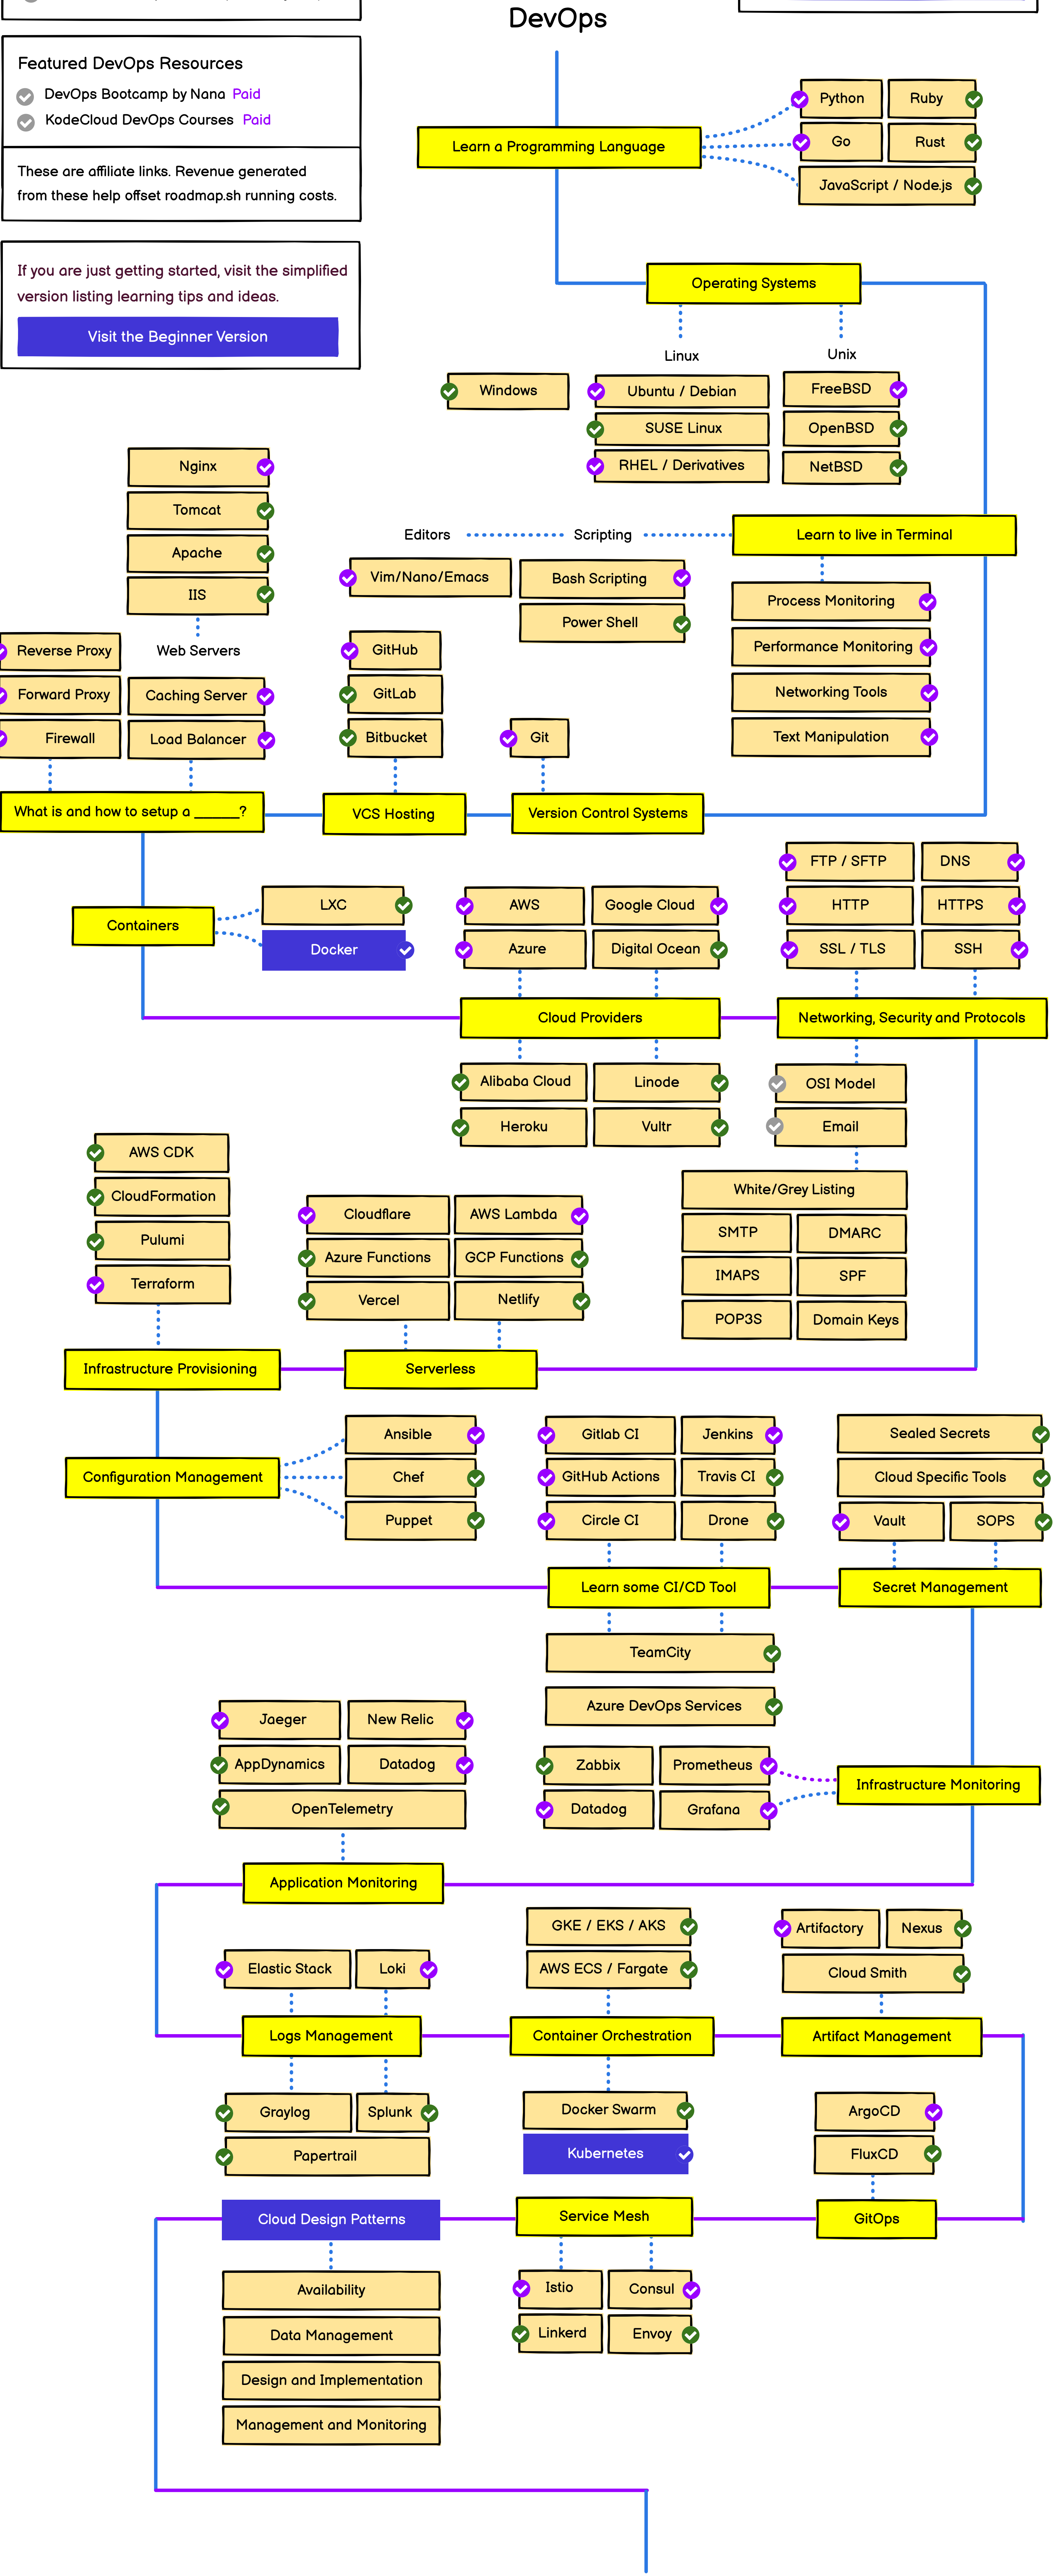 DevOps
Featured DevOps Resources
DevOps Bootcamp by Nana Paid
KodeCloud DevOps Courses Paid
These are affiliate links. Revenue generated
from these help offset roadmap.sh running costs.
If you are just getting started, visit the simplified
version listing learning tips and ideas.
Visit the Beginner Version
Learn a Programming Language
Python
Ruby
Go
Rust
JavaScript / Node.js
Operating Systems
Linux
Unix
Windows
Ubuntu / Debian
SUSE Linux
RHEL / Derivatives
FreeBSD
OpenBSD
NetBSD
Learn to live in Terminal
Scripting
Editors
Vim/Nano/Emacs
Bash Scripting
Power Shell
Process Monitoring
Performance Monitoring
Networking Tools
Text Manipulation
Nginx
Tomcat
Apache
IIS
Web Servers
Reverse Proxy
Forward Proxy
Caching Server
Firewall
Load Balancer
GitHub
GitLab
Bitbucket
Git
What is and how to setup a ______?
VCS Hosting
Version Control Systems
Containers
LXC
Docker
AWS
Google Cloud
Azure
Digital Ocean
Cloud Providers
Alibaba Cloud
Linode
Heroku
Vultr
FTP / SFTP
DNS
HTTP
HTTPS
SSL / TLS
SSH
Networking, Security and Protocols
OSI Model
Email
White/Grey Listing
SMTP
DMARC
IMAPS
SPF
POP3S
Domain Keys
AWS CDK
CloudFormation
Pulumi
Terraform
Cloudflare
AWS Lambda
Azure Functions
GCP Functions
Vercel
Netlify
Infrastructure Provisioning
Serverless
Configuration Management
Ansible
Chef
Puppet
Gitlab CI
Jenkins
GitHub Actions
Travis CI
Circle CI
Drone
Learn some CI/CD Tool
TeamCity
Azure DevOps Services
Sealed Secrets
Cloud Specific Tools
Vault
SOPS
Secret Management
Zabbix
Prometheus
Datadog
Grafana
Infrastructure Monitoring
Jaeger
New Relic
AppDynamics
Datadog
OpenTelemetry
Application Monitoring
Elastic Stack
Loki
Logs Management
Graylog
Splunk
Papertrail
GKE / EKS / AKS
AWS ECS / Fargate
Container Orchestration
Docker Swarm
Kubernetes
Artifactory
Nexus
Cloud Smith
Artifact Management
ArgoCD
FluxCD
GitOps
Service Mesh
Istio
Consul
Linkerd
Envoy
Cloud Design Patterns
Availability
Data Management
Design and Implementation
Management and Monitoring